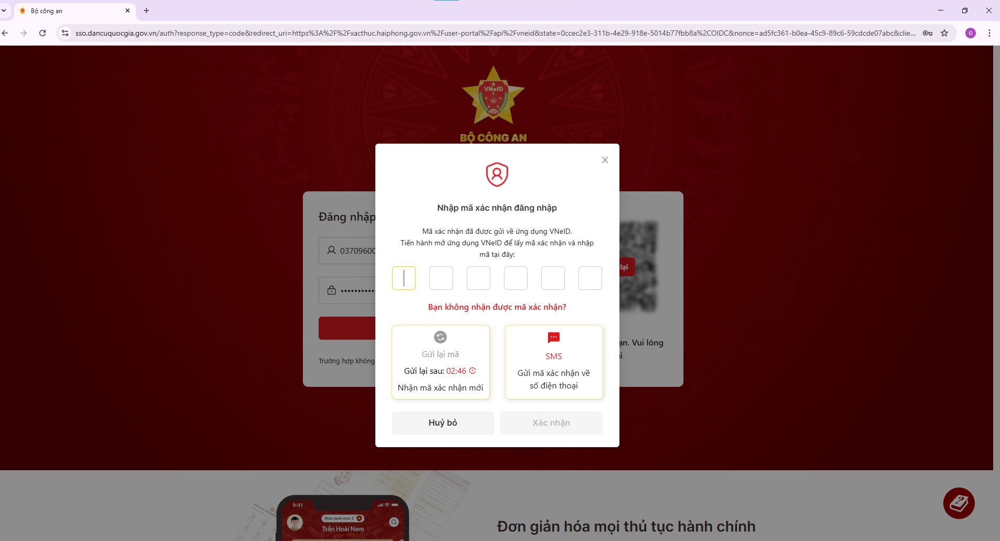 Bộ công an
sso.dancuquocgia.gov.vn/auth?response_type=code&redirect_uri=https%3A%2F%2Fxacthuc.haiphong.gov.vn%2Fuser-portal%2Fapi%2Fvneid&state=0ccec2e3-311b-4e29-918e-5014b77fbb8a%2COIDC&nonce=ad5fc361-b0ea-45c9-89c6-59cdcde07abc&clie...
Đ
VNeID
BỘ CÔNG AN
Nhập mã xác nhận đăng nhập
Đăng nhập
Mã xác nhận đã được gửi về ứng dụng VNeID.
Tiến hành mở ứng dụng VNeID để lấy mã xác nhận và nhập
mã tại đây:
03709600
lại
Bạn không nhận được mã xác nhận?
Gửi lại mã
Gửi lại sau: 02:46
Nhận mã xác nhận mới
SMS
Gửi mã xác nhận về
số điện thoại
ạn. Vui lòng
Trường hợp không
Huỷ bỏ
Xác nhận
9:41
Định danh mức 2
Trần Hoài Nam
Đơn giản hóa mọi thủ tục hành chính